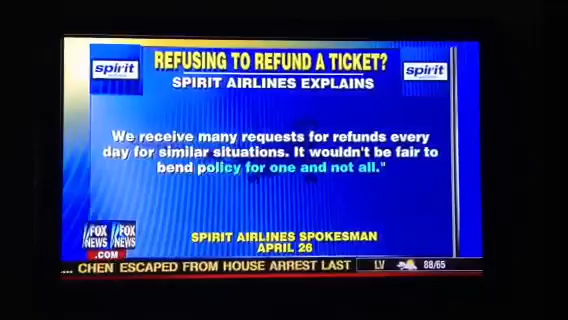 REFUSING TO REFUND A TICKET?
spirit
spirit
SPIRIT AIRLINES EXPLAINS
We receive many requests for refunds every
day for similar situations. It wouldn't be fair to
bend policy for one and not all."
SPIRIT AIRLINES SPOKESMAN
APRIL 26
FOX FOX
NEWS NEWS
.COM
... CHEN ESCAPED FROM HOUSE ARREST LAST
LV 88/65